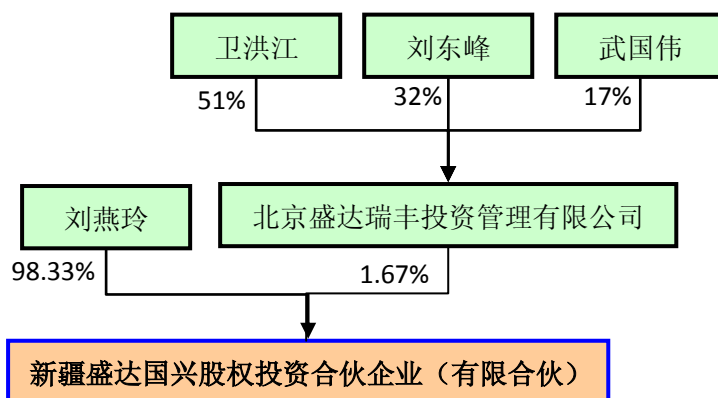 卫洪江
刘东峰
武国伟
51%
32%
17%
刘燕玲
北京盛达瑞丰投资管理有限公司
98.33%
1.67%
新疆盛达国兴股权投资合伙企业（有限合伙）